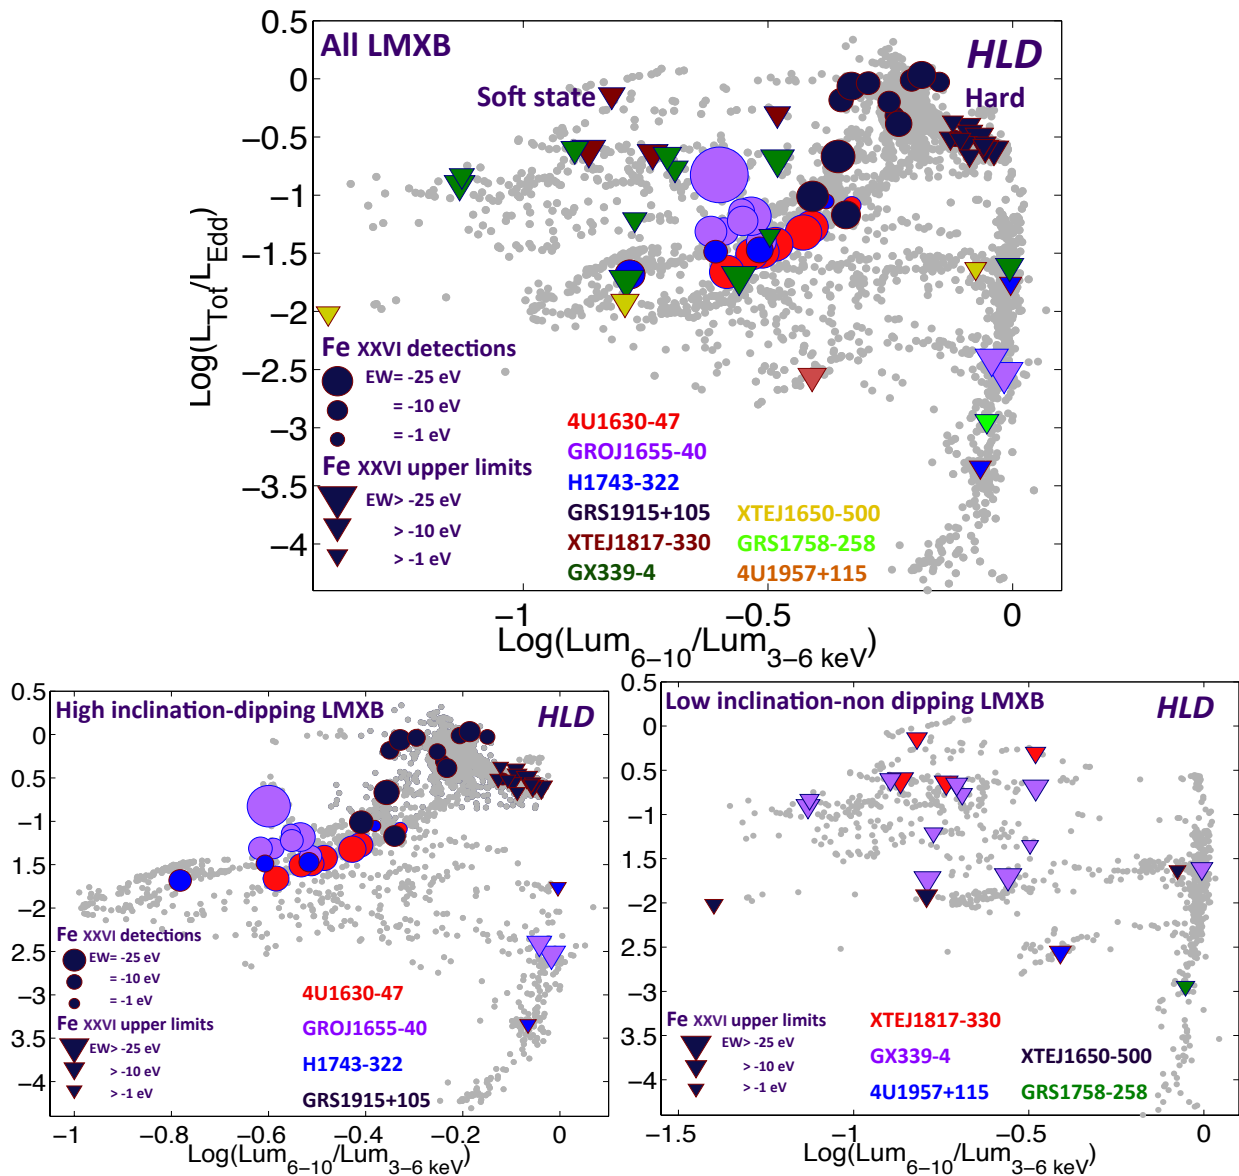 All LMXB
HLD
Soft state
Hard
0.5
0
−0.5
−1
−1.5
−2
−2.5
−3
−3.5
−4
Log(L_Tot/L_Edd)
Fe XXVI detections
EW= -25 eV
= -10 eV
= -1 eV
Fe XXVI upper limits
EW> -25 eV
> -10 eV
> -1 eV
4U1630-47
GROJ1655-40
H1743-322
GRS1915+105
XTEJ1817-330
GX339-4
XTEJ1650-500
GRS1758-258
4U1957+115
−1
−0.5
0
Log(Lum_6−10/Lum_3−6 keV)
High inclination-dipping LMXB
HLD
0.5
0
0.5
−1
1.5
−2
2.5
−3
3.5
−4
Fe XXVI detections
EW= -25 eV
= -10 eV
= -1 eV
Fe XXVI upper limits
EW> -25 eV
> -10 eV
> -1 eV
4U1630-47
GROJ1655-40
H1743-322
GRS1915+105
−1
−0.8
−0.6
−0.4
−0.2
0
Log(Lum_6−10/Lum_3−6 keV)
Low inclination-non dipping LMXB
HLD
0.5
0
0.5
−1
1.5
−2
2.5
−3
3.5
−4
Fe XXVI upper limits
EW> -25 eV
> -10 eV
> -1 eV
XTEJ1817-330
GX339-4
4U1957+115
XTEJ1650-500
GRS1758-258
−1.5
−1
−0.5
0
Log(Lum_6−10/Lum_3−6 keV)